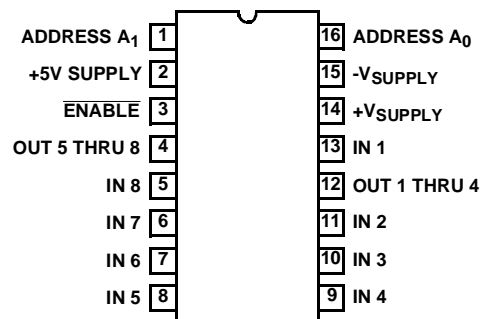 ADDRESS A1 1 16 ADDRESS A0
+5V SUPPLY 2 15 -VSUPPLY
ENABLE 3 14 +VSUPPLY
OUT 5 THRU 8 4 13 IN 1
IN 8 5 12 OUT 1 THRU 4
IN 7 6 11 IN 2
IN 6 7 10 IN 3
IN 5 8 9 IN 4